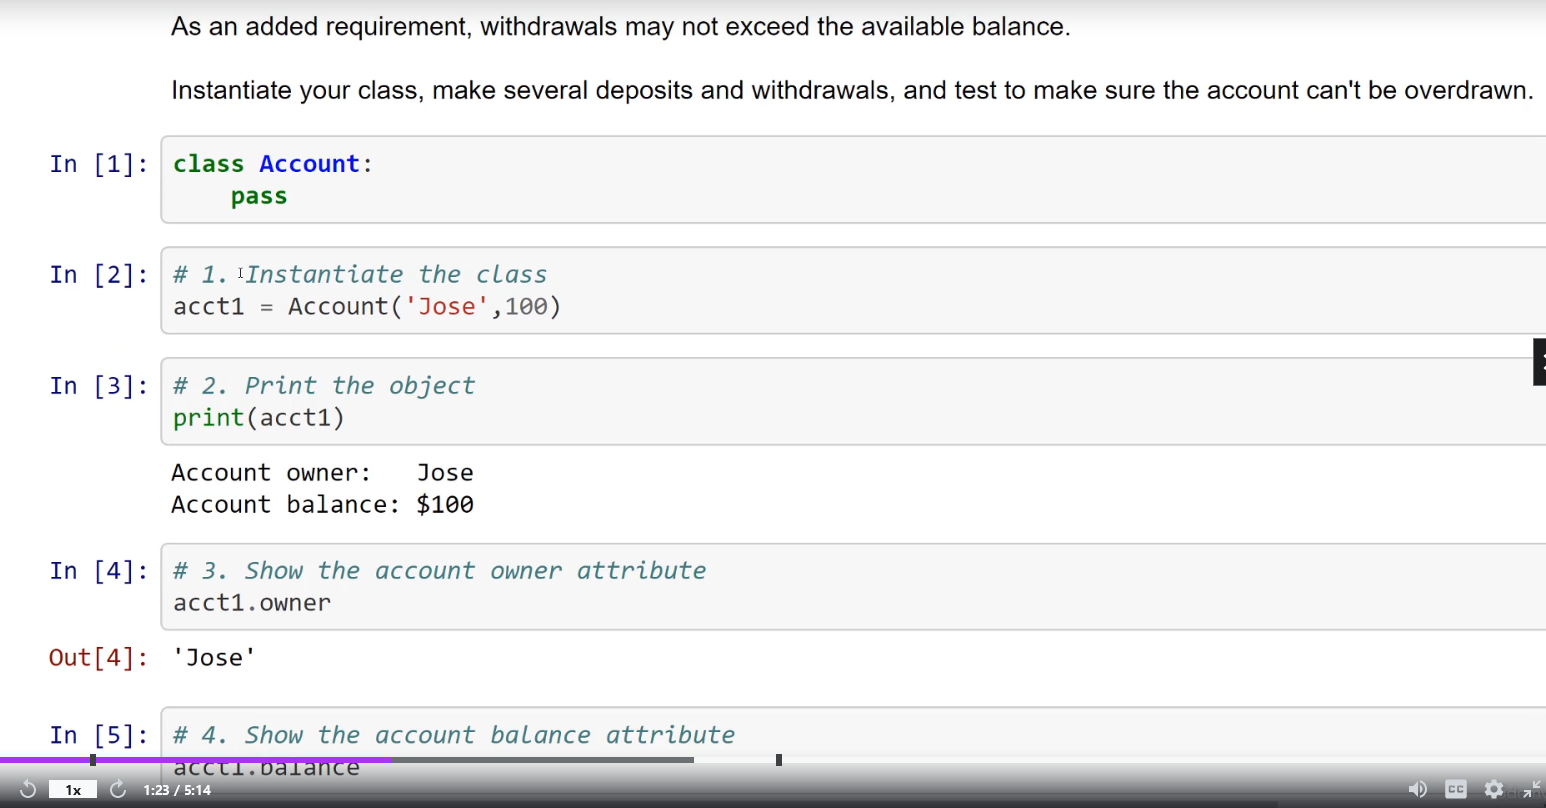 As an added requirement, withdrawals may not exceed the available balance.
Instantiate your class, make several deposits and withdrawals, and test to make sure the account can't be overdrawn.
In [1]: class Account:
pass
In [2]: # 1. Instantiate the class
acct1 = Account('Jose',100)
In [3]: # 2. Print the object
print(acct1)
Account owner: Jose
Account balance: $100
In [4]: # 3. Show the account owner attribute
acct1.owner
Out[4]: 'Jose'
In [5]: # 4. Show the account balance attribute
acct1.balance
1x 1:23 / 5:14 CC